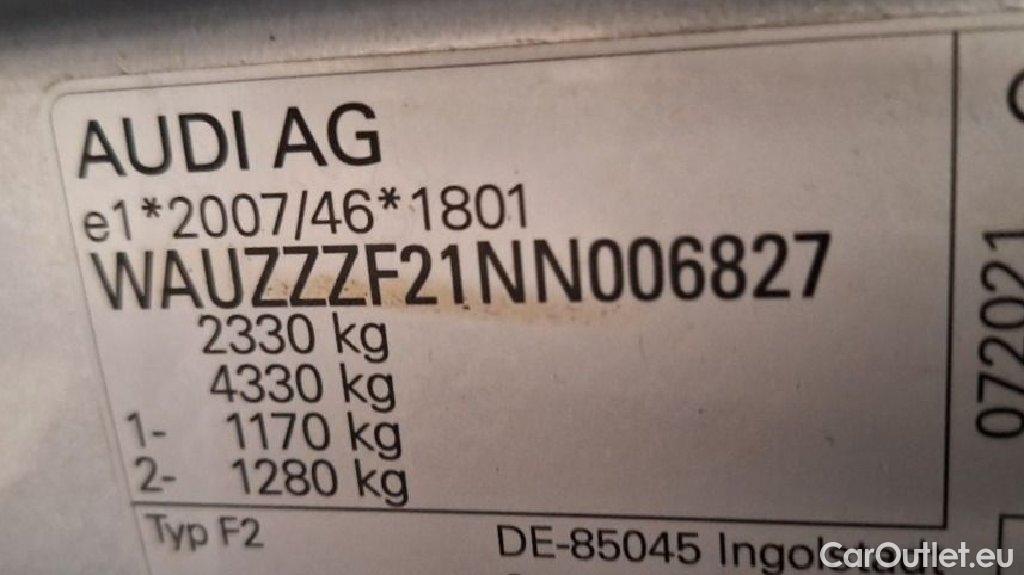 AUDI AG
e1*2007/46*1801
WAUZZZF21NN006827
2330 kg
4330 kg
1- 1170 kg
2- 1280 kg
Typ F2
DE-85045 Ingolstadt
072021
CarOutlet.eu